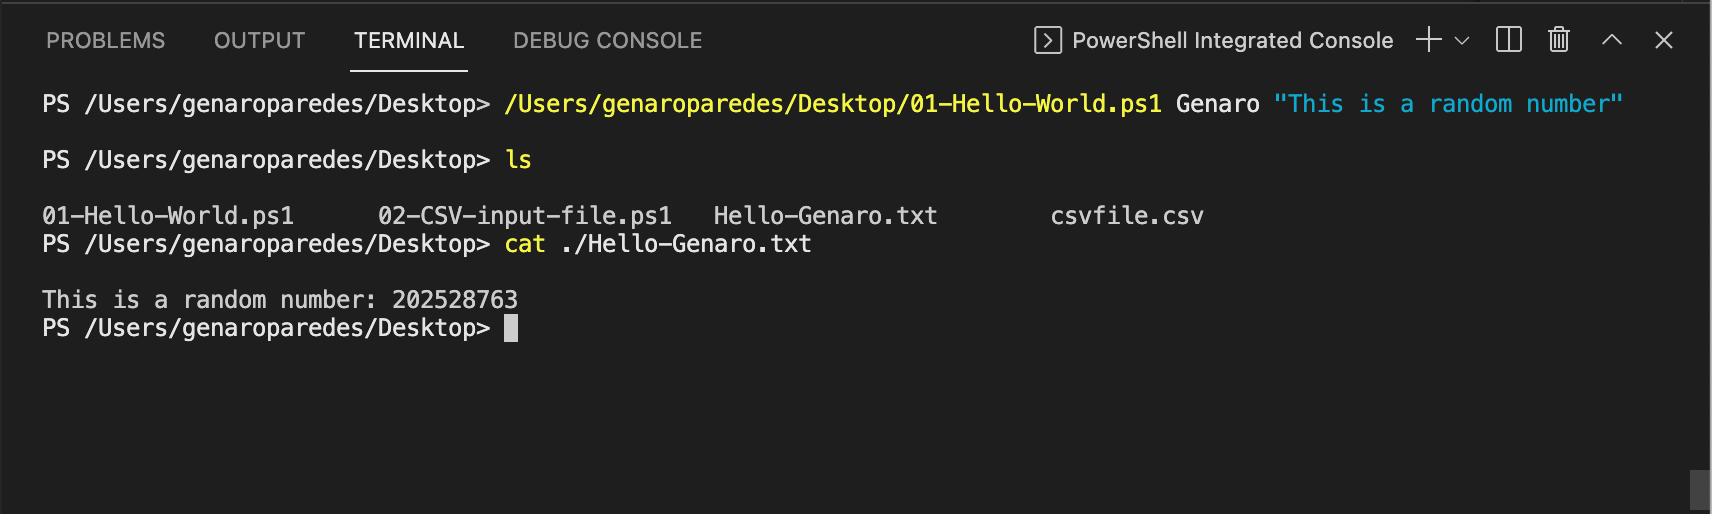 PROBLEMS OUTPUT TERMINAL DEBUG CONSOLE PowerShell Integrated Console
PS /Users/genaroparedes/Desktop> /Users/genaroparedes/Desktop/01-Hello-World.ps1 Genaro "This is a random number"
PS /Users/genaroparedes/Desktop> ls
01-Hello-World.ps1 02-CSV-input-file.ps1 Hello-Genaro.txt csvfile.csv
PS /Users/genaroparedes/Desktop> cat ./Hello-Genaro.txt
This is a random number: 202528763
PS /Users/genaroparedes/Desktop>